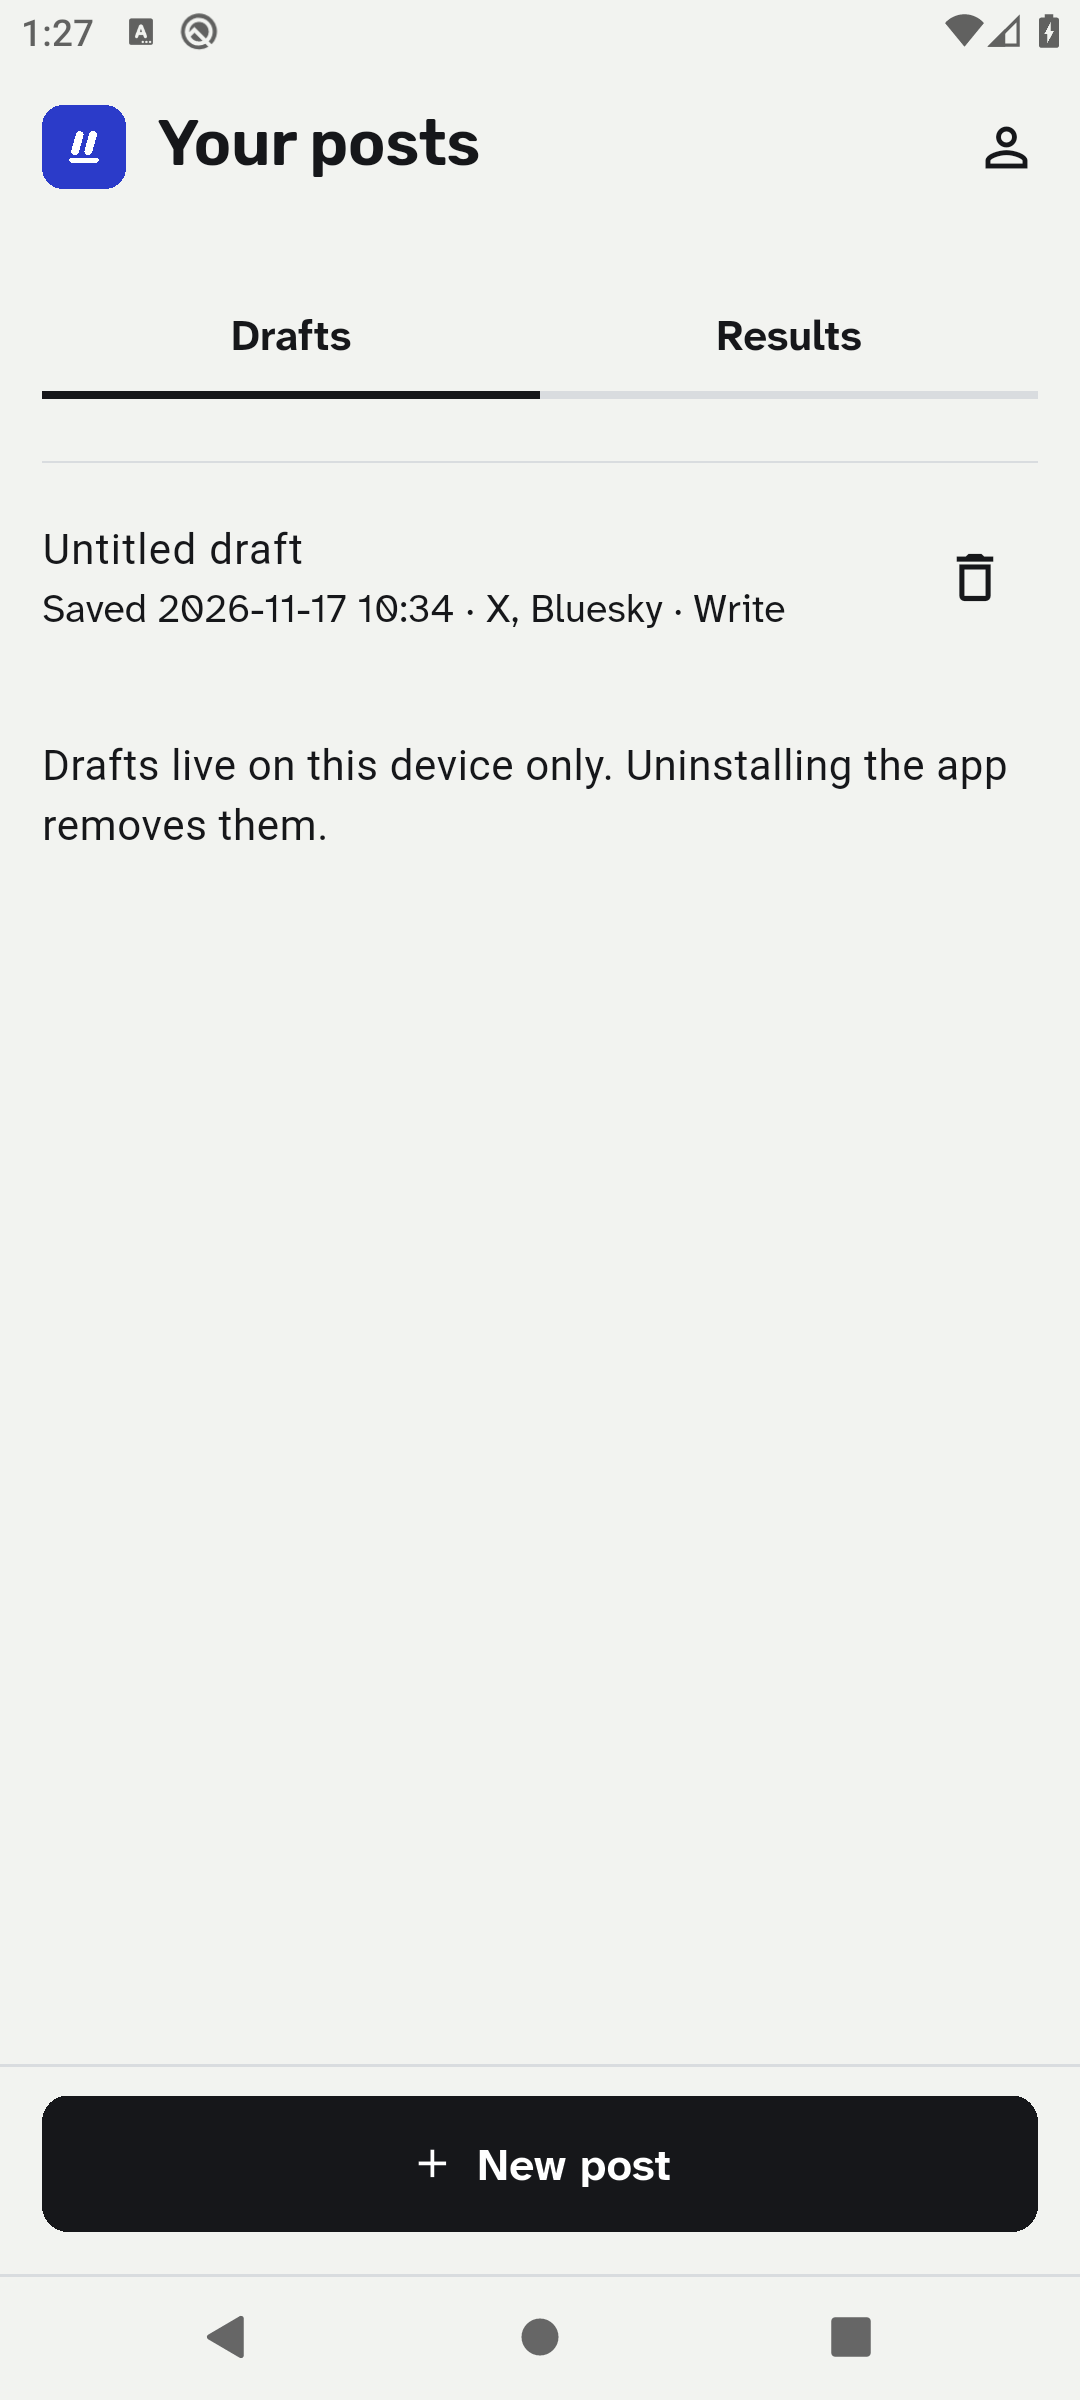 1:27
Your posts
Drafts
Results
Untitled draft
Saved 2026-11-17 10:34 · X, Bluesky · Write
Drafts live on this device only. Uninstalling the app
removes them.
+ New post